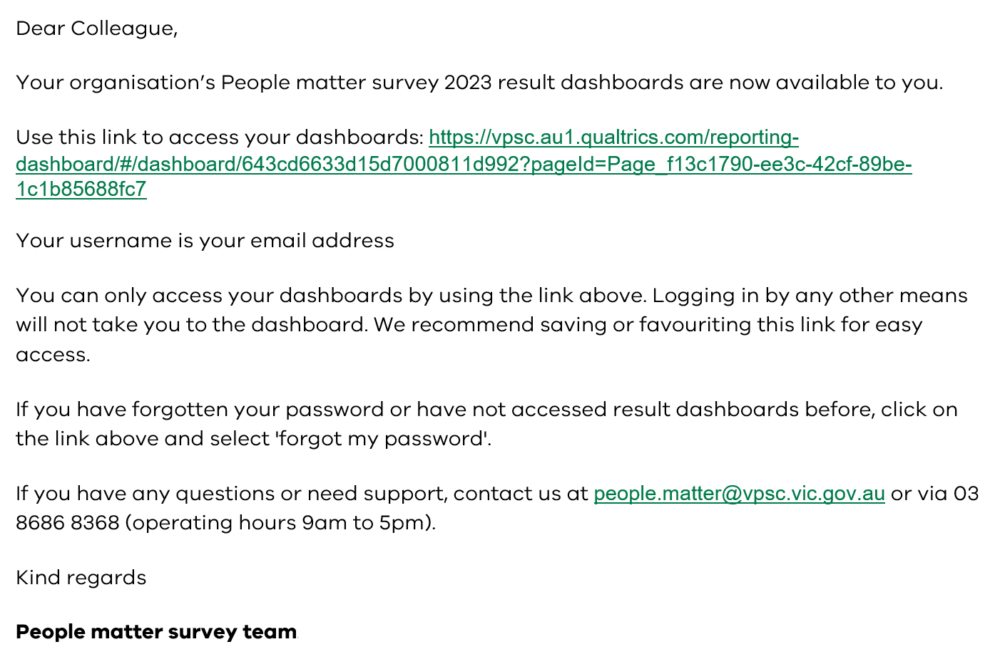 Dear Colleague,
Your organisation’s People matter survey 2023 result dashboards are now available to you.
Use this link to access your dashboards: https://vpsc.au1.qualtrics.com/reporting-
dashboard/#/dashboard/643cd6633d15d7000811d992?pageId=Page_f13c1790-ee3c-42cf-89be-
1c1b85688fc7
Your username is your email address
You can only access your dashboards by using the link above. Logging in by any other means
will not take you to the dashboard. We recommend saving or favouriting this link for easy
access.
If you have forgotten your password or have not accessed result dashboards before, click on
the link above and select 'forgot my password'.
If you have any questions or need support, contact us at people.matter@vpsc.vic.gov.au or via 03
8686 8368 (operating hours 9am to 5pm).
Kind regards
People matter survey team